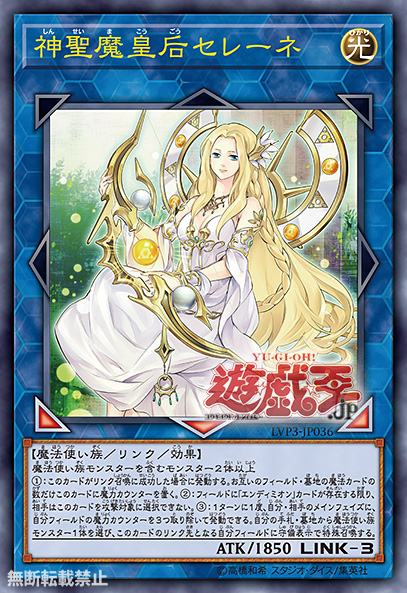 神聖魔皇后セレーネ
光
YU-GI-OH!
遊戯王.jp
LVP3-JP036
【魔法使い族／リンク／効果】
魔法使い族モンスターを含むモンスター2体以上
①：このカードがリンク召喚に成功した場合に発動する。お互いのフィールド・墓地の魔法カードの
数だけこのカードに魔力カウンターを置く。②：フィールドに「エンディミオン」カードが存在する限り、
相手はこのカードを攻撃対象に選択できない。③：1ターンに1度、自分・相手のメインフェイズに、
自分フィールドの魔力カウンターを3つ取り除いて発動できる。自分の手札・墓地から魔法使い族
モンスター1体を選び、このカードのリンク先となる自分フィールドに守備表示で特殊召喚する。
ATK/1850 LINK-3
無断転載禁止
©高橋和希 スタジオ・ダイス/集英社